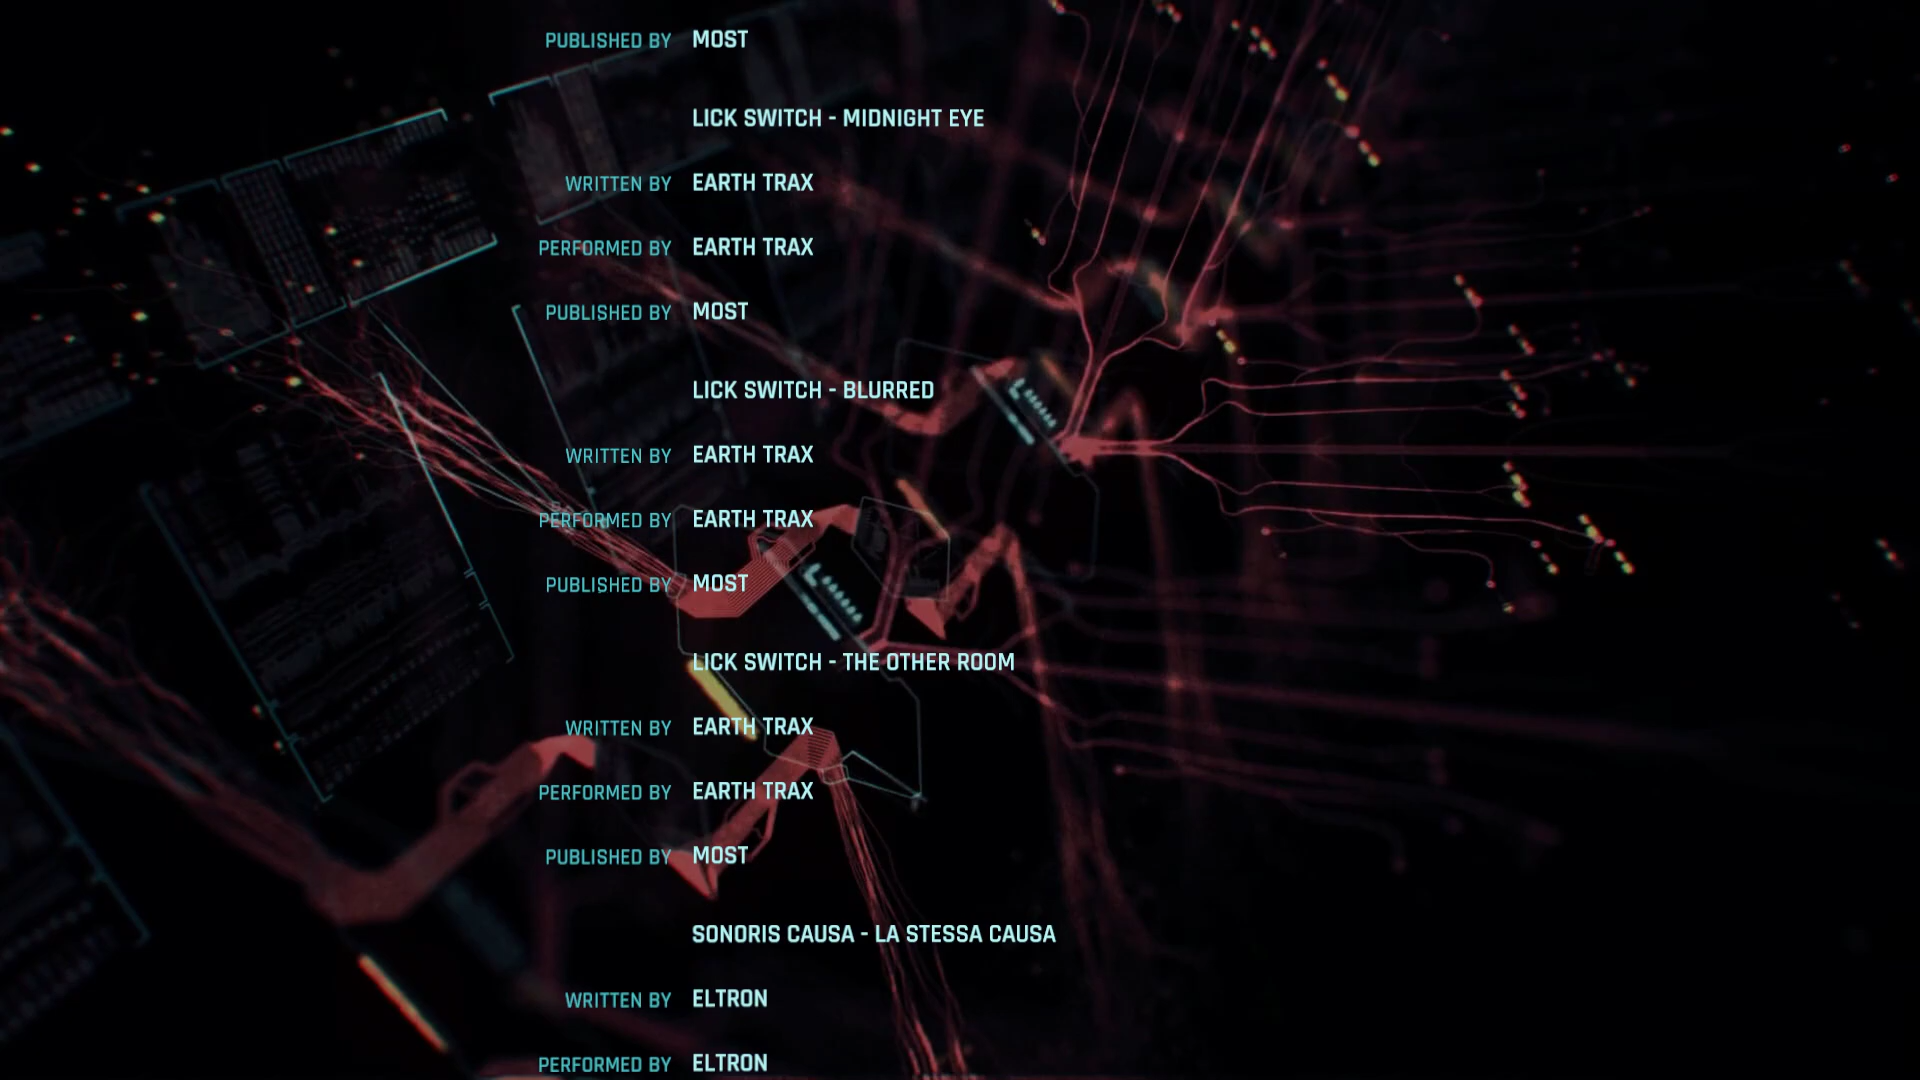 PUBLISHED BY MOST
LICK SWITCH - MIDNIGHT EYE
WRITTEN BY EARTH TRAX
PERFORMED BY EARTH TRAX
PUBLISHED BY MOST
LICK SWITCH - BLURRED
WRITTEN BY EARTH TRAX
PERFORMED BY EARTH TRAX
PUBLISHED BY MOST
LICK SWITCH - THE OTHER ROOM
WRITTEN BY EARTH TRAX
PERFORMED BY EARTH TRAX
PUBLISHED BY MOST
SONORIS CAUSA - LA STESSA CAUSA
WRITTEN BY ELTRON
PERFORMED BY ELTRON